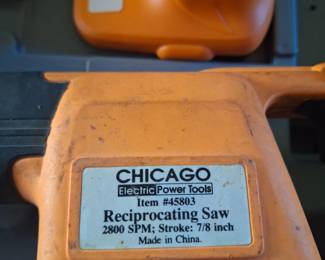 CHICAGO
Electric Power Tools
Item #45803
Reciprocating Saw
2800 SPM; Stroke: 7/8 inch
Made in China.